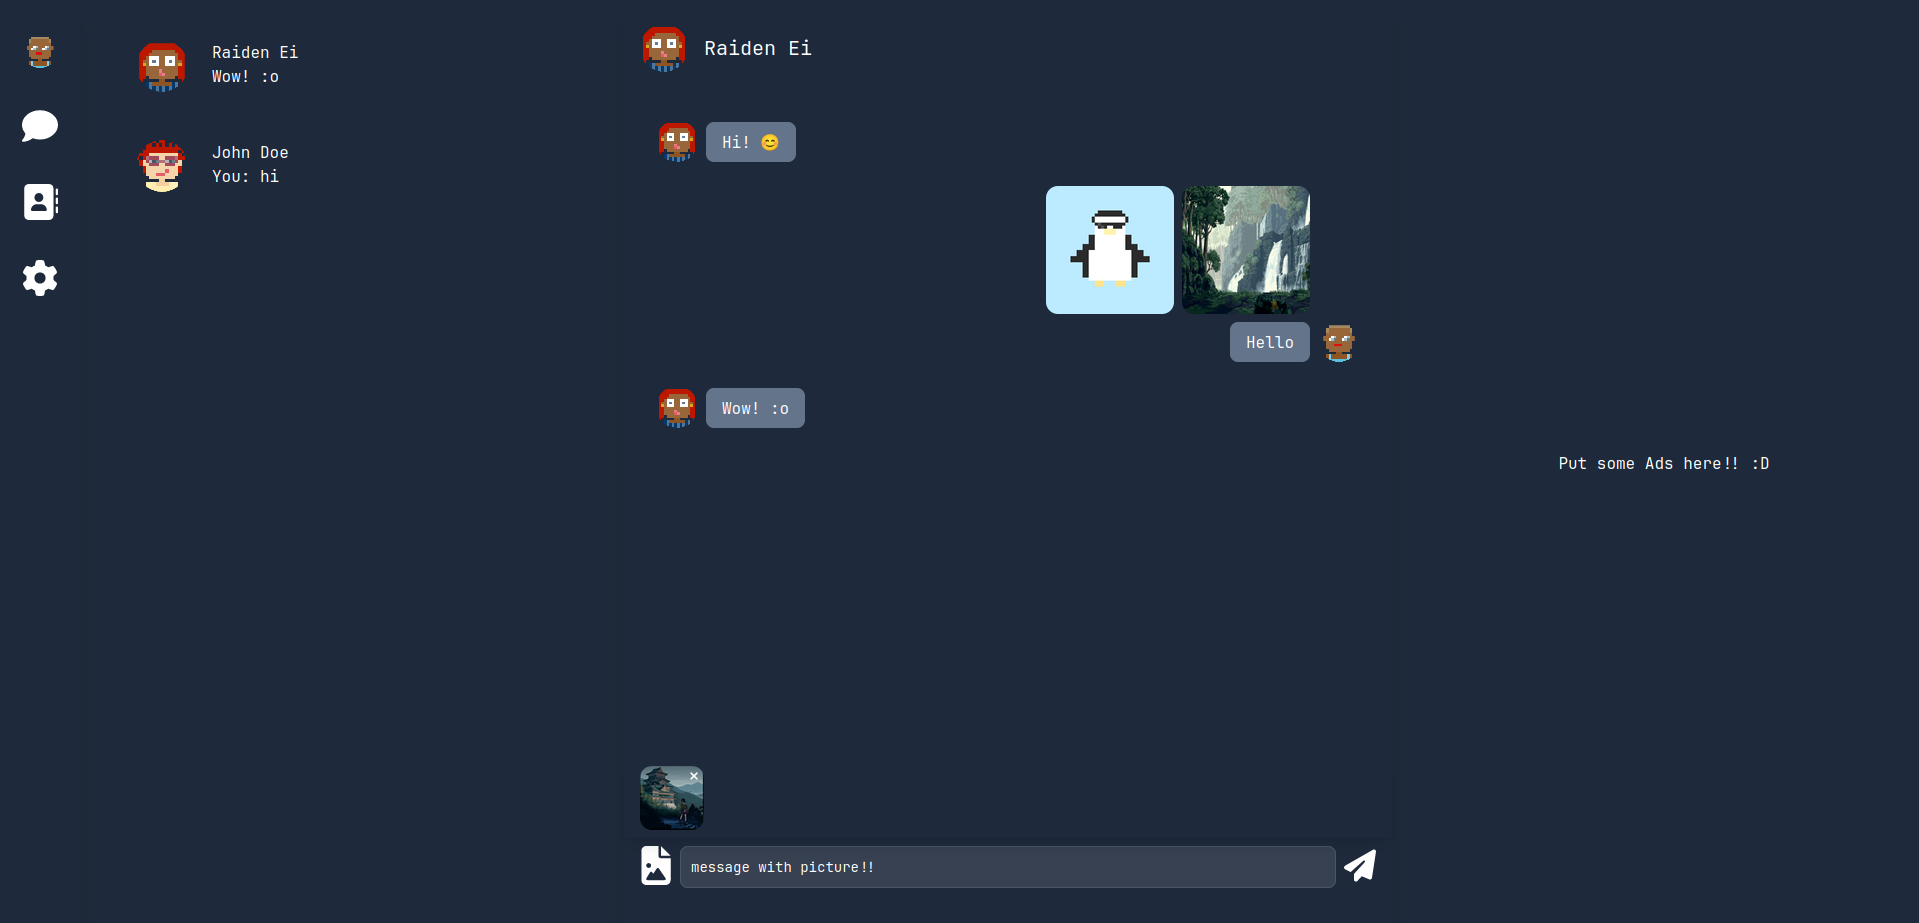 Raiden Ei
Wow! :o
John Doe
You: hi
Raiden Ei
Hi! 😊
Hello
Wow! :o
Put some Ads here!! :D
message with picture!!